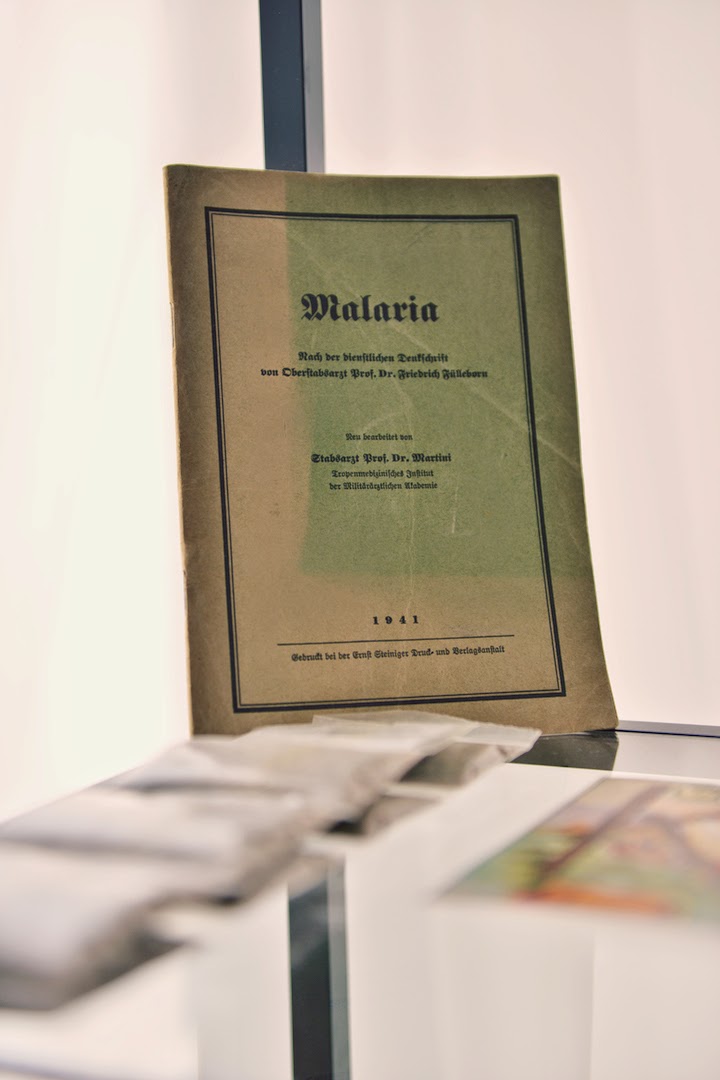 Malaria
Nach der dienstlichen Denkschrift
von Oberstabsarzt Prof. Dr. Friedrich Fülleborn
Neu bearbeitet von
Stabsarzt Prof. Dr. Martini
Tropenmedizinisches Institut
der Militärärztlichen Akademie
1941
Gedruckt bei der Ernst Steiniger Druck- und Verlagsanstalt